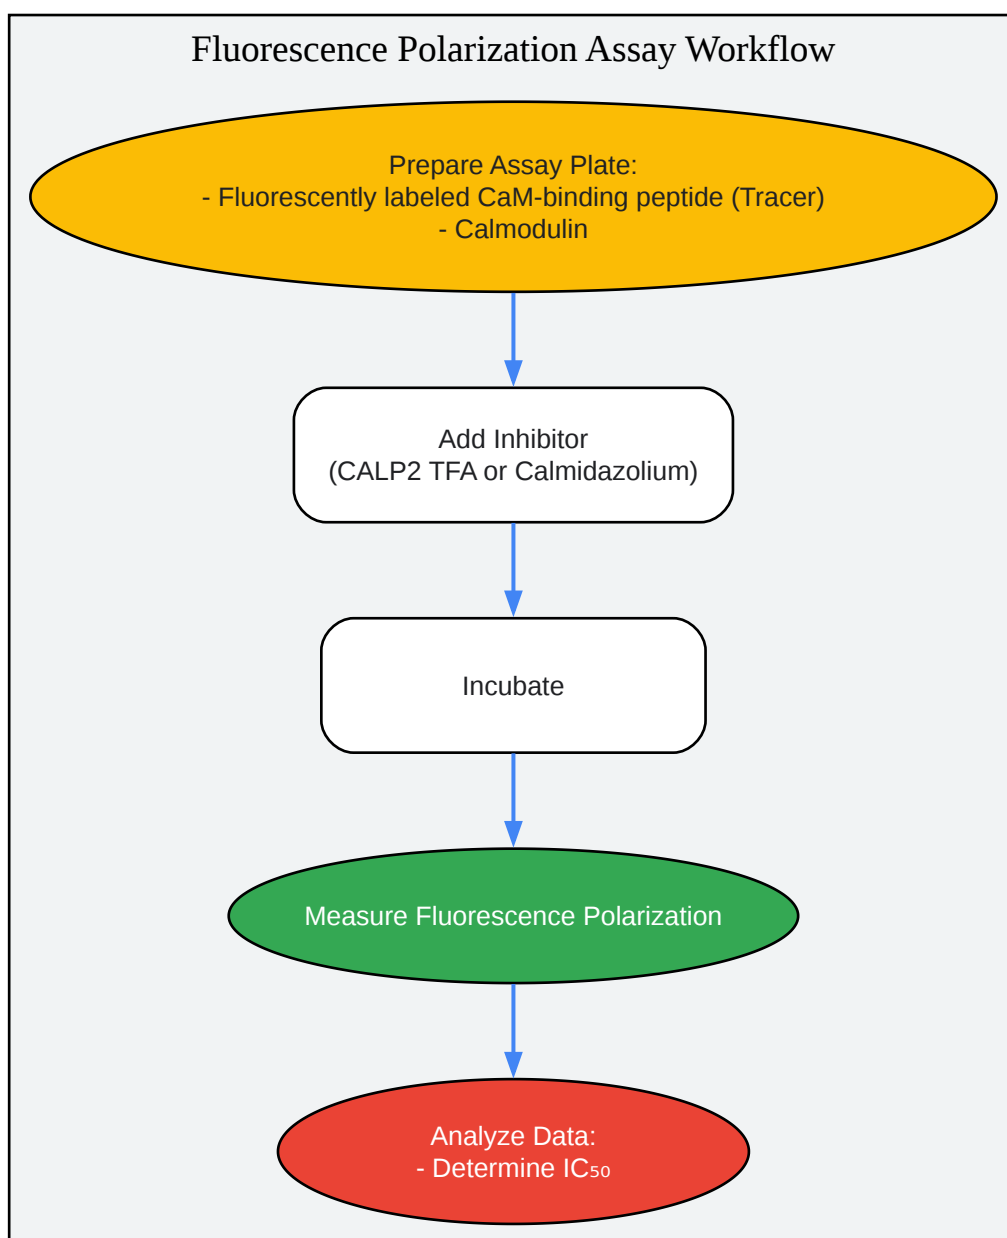 Fluorescence Polarization Assay Workflow
Prepare Assay Plate:
- Fluorescently labeled CaM-binding peptide (Tracer)
- Calmodulin
Add Inhibitor
(CALP2 TFA or Calmidazolium)
Incubate
Measure Fluorescence Polarization
Analyze Data:
- Determine IC₅₀